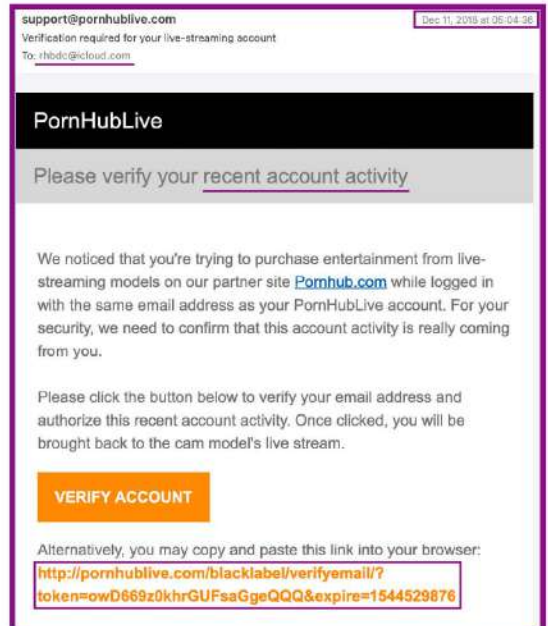 support@pornhublive.com
Dec 11, 2018 at 05:04:36
Verification required for your live-streaming account
To: rhbdc@icloud.com
PornHubLive
Please verify your recent account activity
We noticed that you're trying to purchase entertainment from live-
streaming models on our partner site Pornhub.com while logged in
with the same email address as your PornHubLive account. For your
security, we need to confirm that this account activity is really coming
from you.
Please click the button below to verify your email address and
authorize this recent account activity. Once clicked, you will be
brought back to the cam model's live stream.
VERIFY ACCOUNT
Alternatively, you may copy and paste this link into your browser:
http://pornhublive.com/blacklabel/verifyemail/?
token=owD669z0khrGUFsaGgeQQQ&expire=1544529876